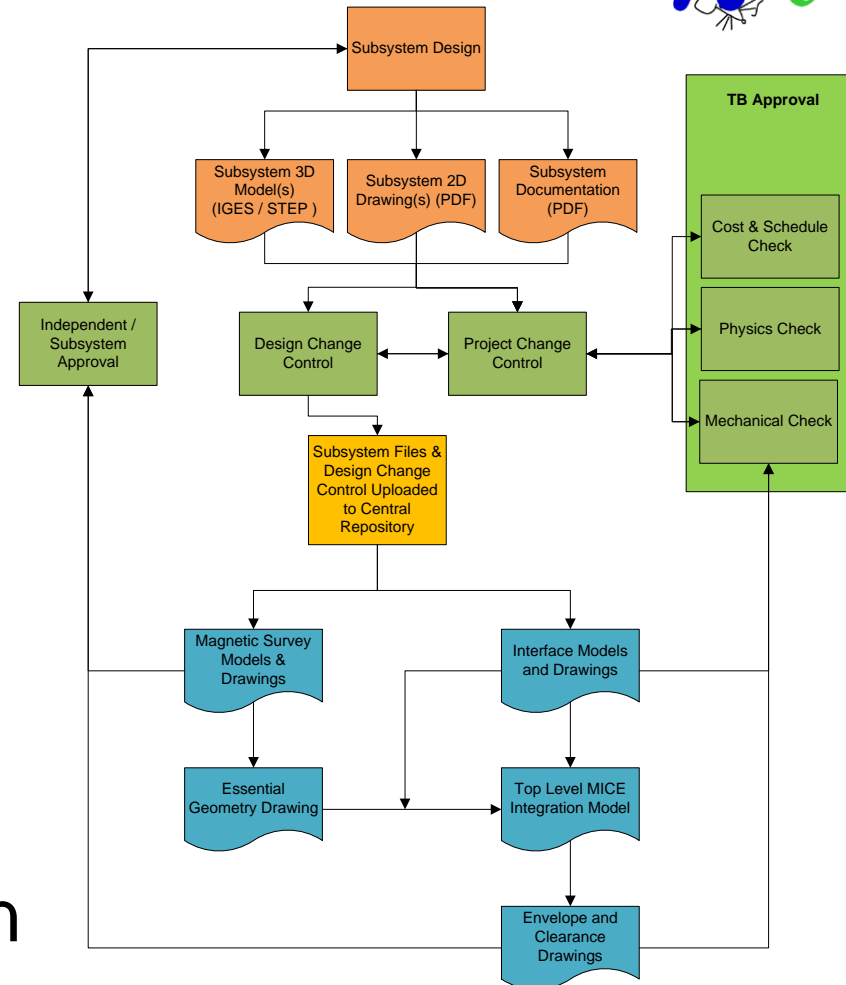 Subsystem Design
TB Approval
Subsystem 3D
Model(s)
(IGES / STEP )
Subsystem 2D
Drawing(s) (PDF)
Subsystem
Documentation
(PDF)
Cost & Schedule
Check
Independent /
Subsystem
Approval
Design Change
Control
Project Change
Control
Physics Check
Mechanical Check
Subsystem Files &
Design Change
Control Uploaded
to Central
Repository
Magnetic Survey
Models &
Drawings
Interface Models
and Drawings
Essential
Geometry Drawing
Top Level MICE
Integration Model
n
Envelope and
Clearance
Drawings